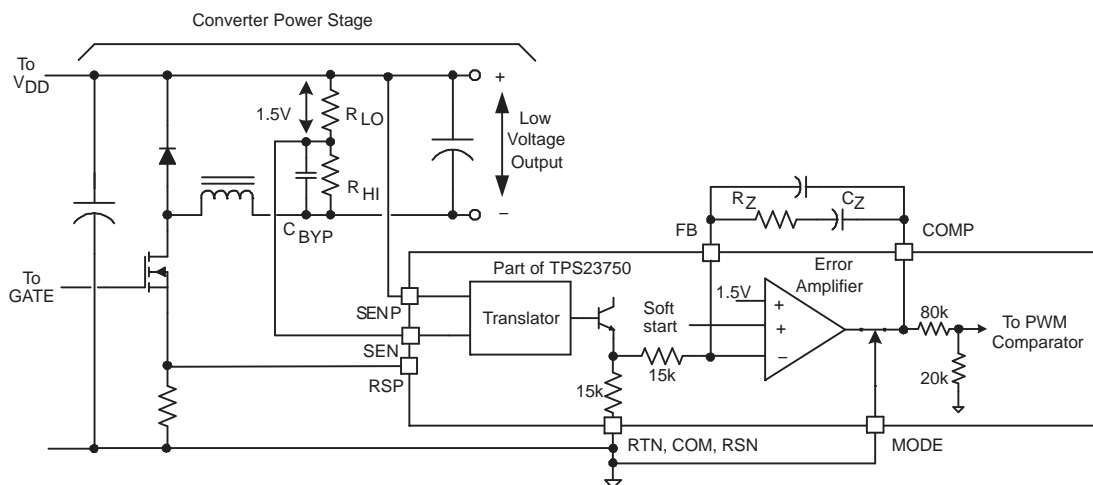 Converter Power Stage
To
VDD
1.5V
RLO
+
Low
Voltage
Output
RHI
−
CBYP
RZ
CZ
FB
COMP
To
GATE
Part of TPS23750
Error
Amplifier
SENP
Translator
Soft
start
1.5V
+
+
−
80k
To PWM
Comparator
SEN
15k
20k
RSP
15k
RTN, COM, RSN
MODE